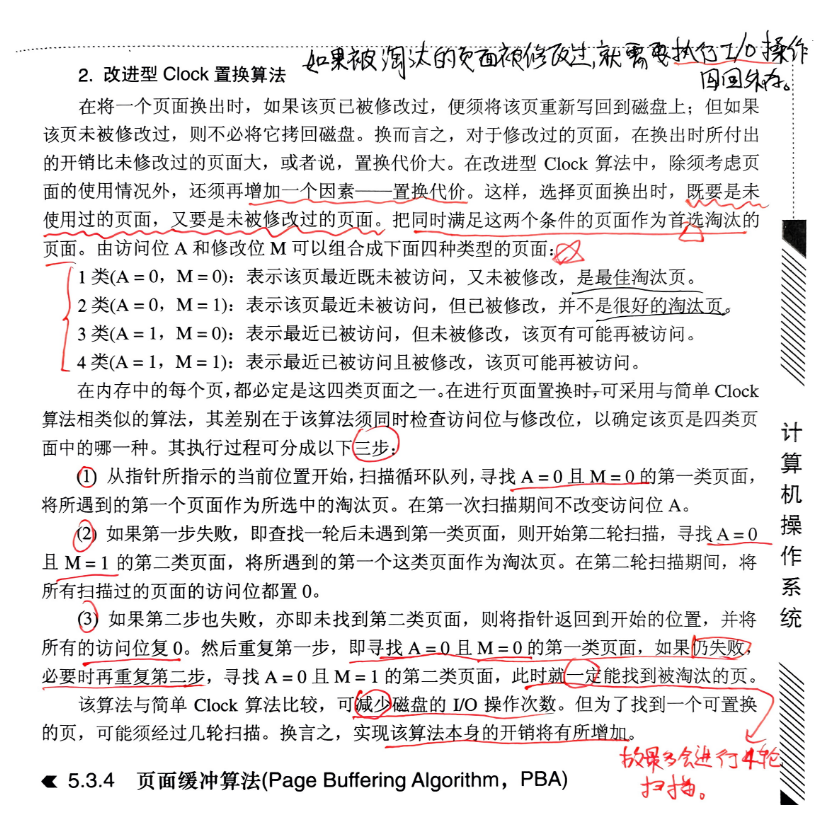 如果被淘汰的页面被修改过,就需要执行I/O操作
2. 改进型 Clock 置换算法
回外存。
在将一个页面换出时，如果该页已被修改过，便须将该页重新写回到磁盘上；但如果
该页未被修改过，则不必将它拷回磁盘。换而言之，对于修改过的页面，在换出时所付出
的开销比未修改过的页面大，或者说，置换代价大。在改进型 Clock 算法中，除须考虑页
面的使用情况外，还须再增加一个因素——置换代价。这样，选择页面换出时，既要是未
使用过的页面，又要是未被修改过的页面。把同时满足这两个条件的页面作为首选淘汰的
页面。由访问位 A 和修改位 M 可以组合成下面四种类型的页面：
1 类(A = 0，M = 0)：表示该页最近既未被访问，又未被修改，是最佳淘汰页。
2 类(A = 0，M = 1)：表示该页最近未被访问，但已被修改，并不是很好的淘汰页。
3 类(A = 1，M = 0)：表示最近已被访问，但未被修改，该页有可能再被访问。
4 类(A = 1，M = 1)：表示最近已被访问且被修改，该页可能再被访问。
在内存中的每个页，都必定是这四类页面之一。在进行页面置换时，可采用与简单 Clock
算法相类似的算法，其差别在于该算法须同时检查访问位与修改位，以确定该页是四类页
面中的哪一种。其执行过程可分成以下三步：
(1) 从指针所指示的当前位置开始，扫描循环队列，寻找 A = 0 且 M = 0 的第一类页面，
将所遇到的第一个页面作为所选中的淘汰页。在第一次扫描期间不改变访问位 A。
(2) 如果第一步失败，即查找一轮后未遇到第一类页面，则开始第二轮扫描，寻找 A = 0
且 M = 1 的第二类页面，将所遇到的第一个这类页面作为淘汰页。在第二轮扫描期间，将
所有扫描过的页面的访问位都置 0。
(3) 如果第二步也失败，亦即未找到第二类页面，则将指针返回到开始的位置，并将
所有的访问位复 0。然后重复第一步，即寻找 A = 0 且 M = 0 的第一类页面，如果仍失败，
必要时再重复第二步，寻找 A = 0 且 M = 1 的第二类页面，此时就一定能找到被淘汰的页。
该算法与简单 Clock 算法比较，可减少磁盘的 I/O 操作次数。但为了找到一个可置换
的页，可能须经过几轮扫描。换言之，实现该算法本身的开销将有所增加。
故最多会进行4轮
扫描。
5.3.4 页面缓冲算法(Page Buffering Algorithm，PBA)
计算机操作系统